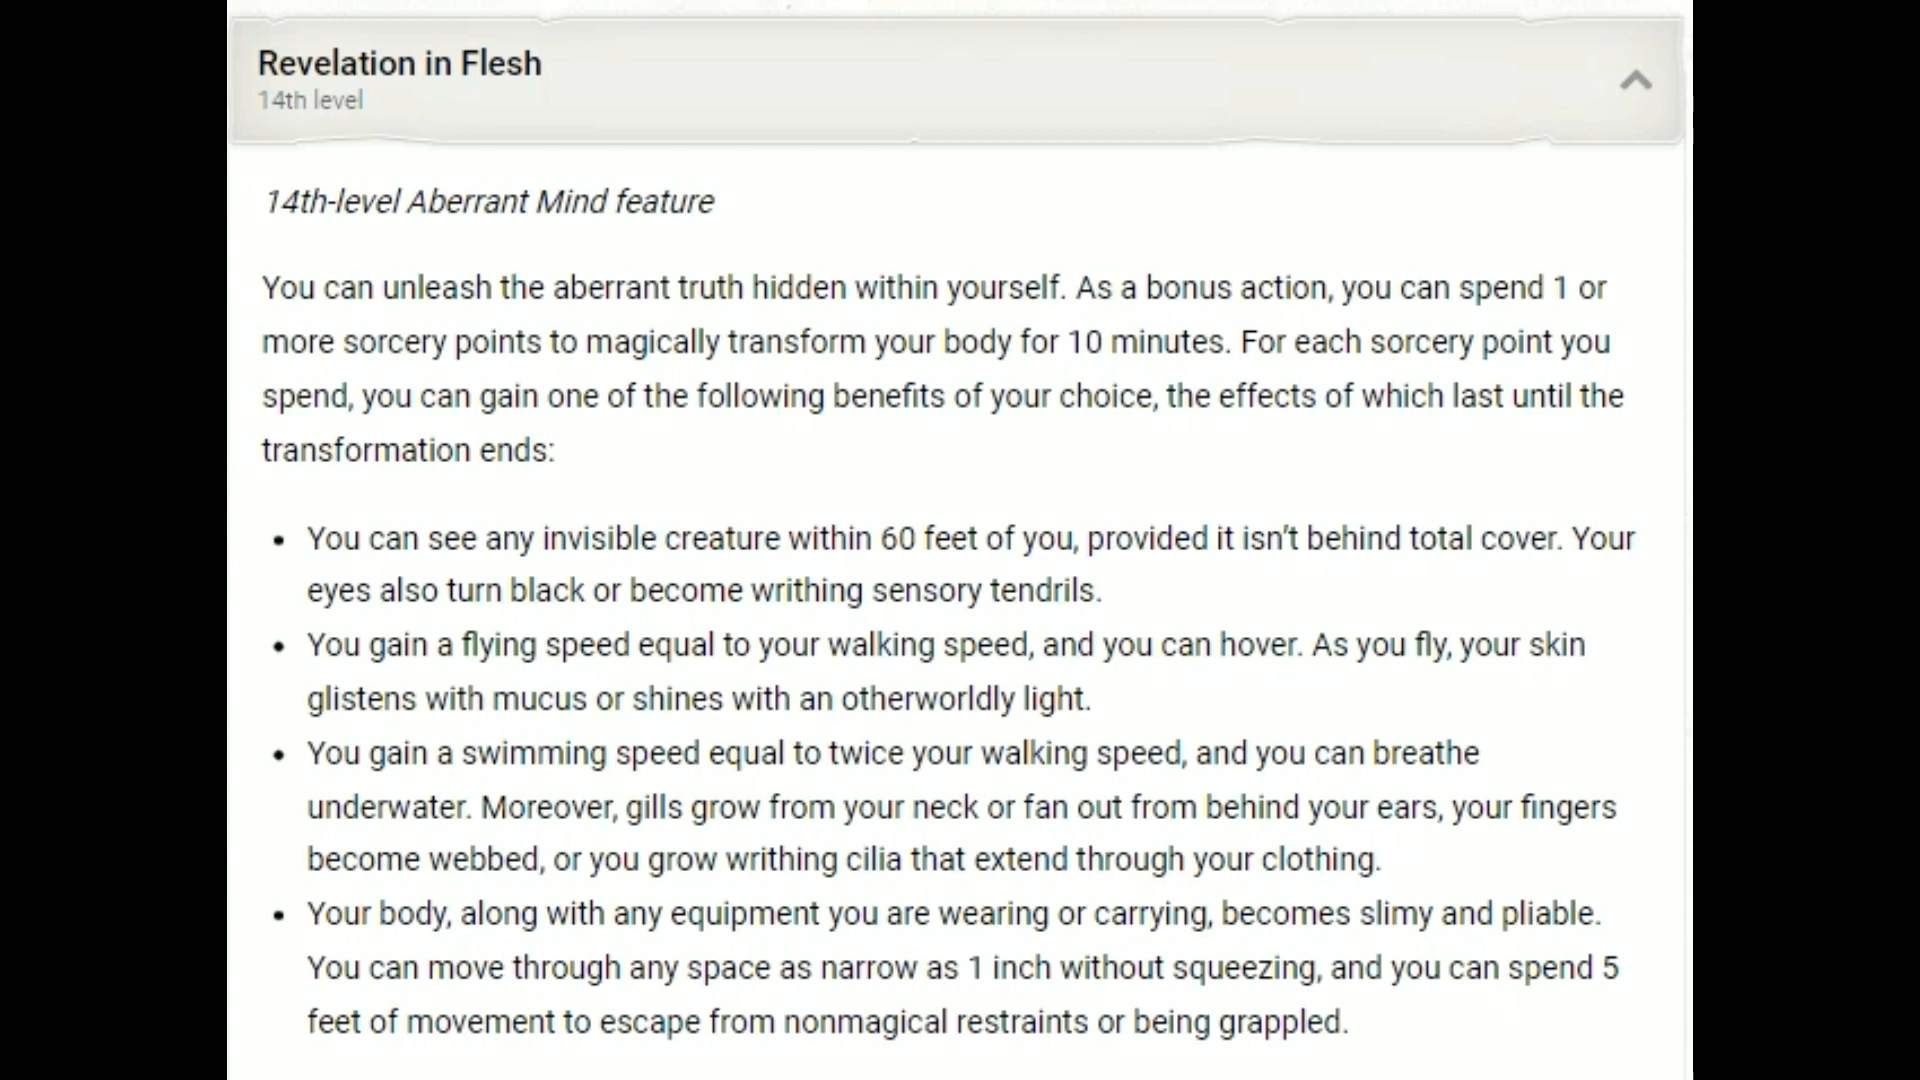 Revelation in Flesh
14th level
14th-level Aberrant Mind feature
You can unleash the aberrant truth hidden within yourself. As a bonus action, you can spend 1 or
more sorcery points to magically transform your body for 10 minutes. For each sorcery point you
spend, you can gain one of the following benefits of your choice, the effects of which last until the
transformation ends:
• You can see any invisible creature within 60 feet of you, provided it isn’t behind total cover. Your
eyes also turn black or become writhing sensory tendrils.
• You gain a flying speed equal to your walking speed, and you can hover. As you fly, your skin
glistens with mucus or shines with an otherworldly light.
• You gain a swimming speed equal to twice your walking speed, and you can breathe
underwater. Moreover, gills grow from your neck or fan out from behind your ears, your fingers
become webbed, or you grow writhing cilia that extend through your clothing.
• Your body, along with any equipment you are wearing or carrying, becomes slimy and pliable.
You can move through any space as narrow as 1 inch without squeezing, and you can spend 5
feet of movement to escape from nonmagical restraints or being grappled.